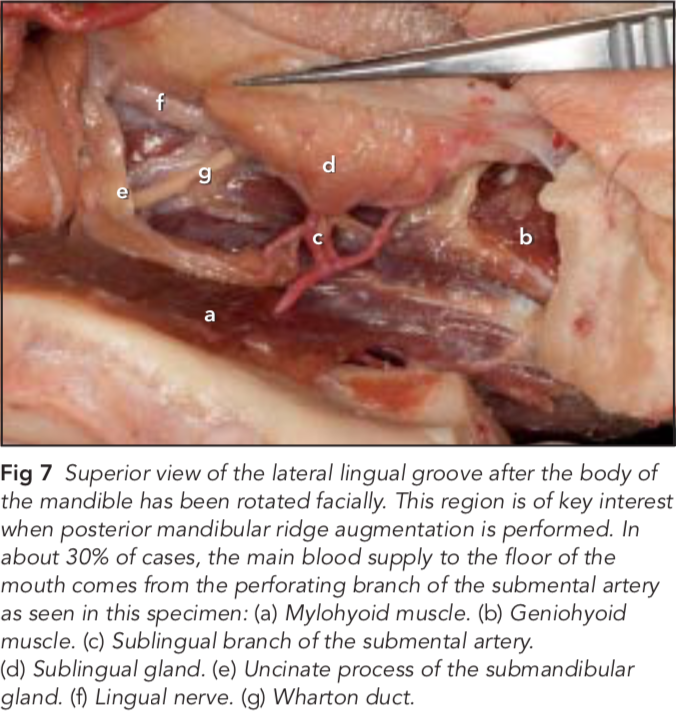 f
g
d
e
c
b
a
Fig 7 Superior view of the lateral lingual groove after the body of
the mandible has been rotated facially. This region is of key interest
when posterior mandibular ridge augmentation is performed. In
about 30% of cases, the main blood supply to the floor of the
mouth comes from the perforating branch of the submental artery
as seen in this specimen: (a) Mylohyoid muscle. (b) Geniohyoid
muscle. (c) Sublingual branch of the submental artery.
(d) Sublingual gland. (e) Uncinate process of the submandibular
gland. (f) Lingual nerve. (g) Wharton duct.